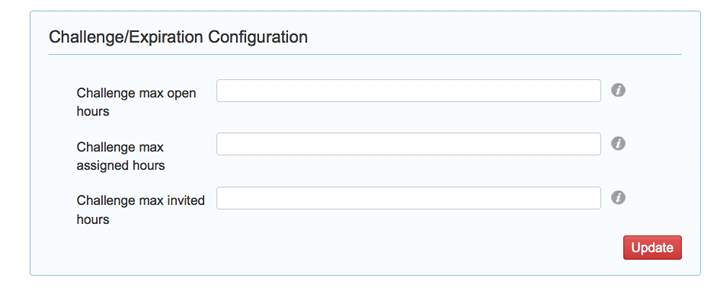 Challenge/Expiration Configuration
Challenge max open
hours
Challenge max
assigned hours
Challenge max invited
hours
Update